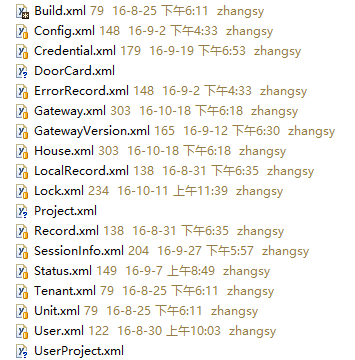 Build.xml 79 16-8-25 下午6:11 zhangsy
Config.xml 148 16-9-2 下午4:33 zhangsy
Credential.xml 179 16-9-19 下午6:53 zhangsy
DoorCard.xml
ErrorRecord.xml 148 16-9-2 下午4:33 zhangsy
Gateway.xml 303 16-10-18 下午6:18 zhangsy
GatewayVersion.xml 165 16-9-12 下午6:30 zhangsy
House.xml 303 16-10-18 下午6:18 zhangsy
LocalRecord.xml 138 16-8-31 下午6:35 zhangsy
Lock.xml 234 16-10-11 上午11:39 zhangsy
Project.xml
Record.xml 138 16-8-31 下午6:35 zhangsy
SessionInfo.xml 204 16-9-27 下午5:57 zhangsy
Status.xml 149 16-9-7 上午8:49 zhangsy
Tenant.xml 79 16-8-25 下午6:11 zhangsy
Unit.xml 79 16-8-25 下午6:11 zhangsy
User.xml 122 16-8-30 上午10:03 zhangsy
UserProject.xml